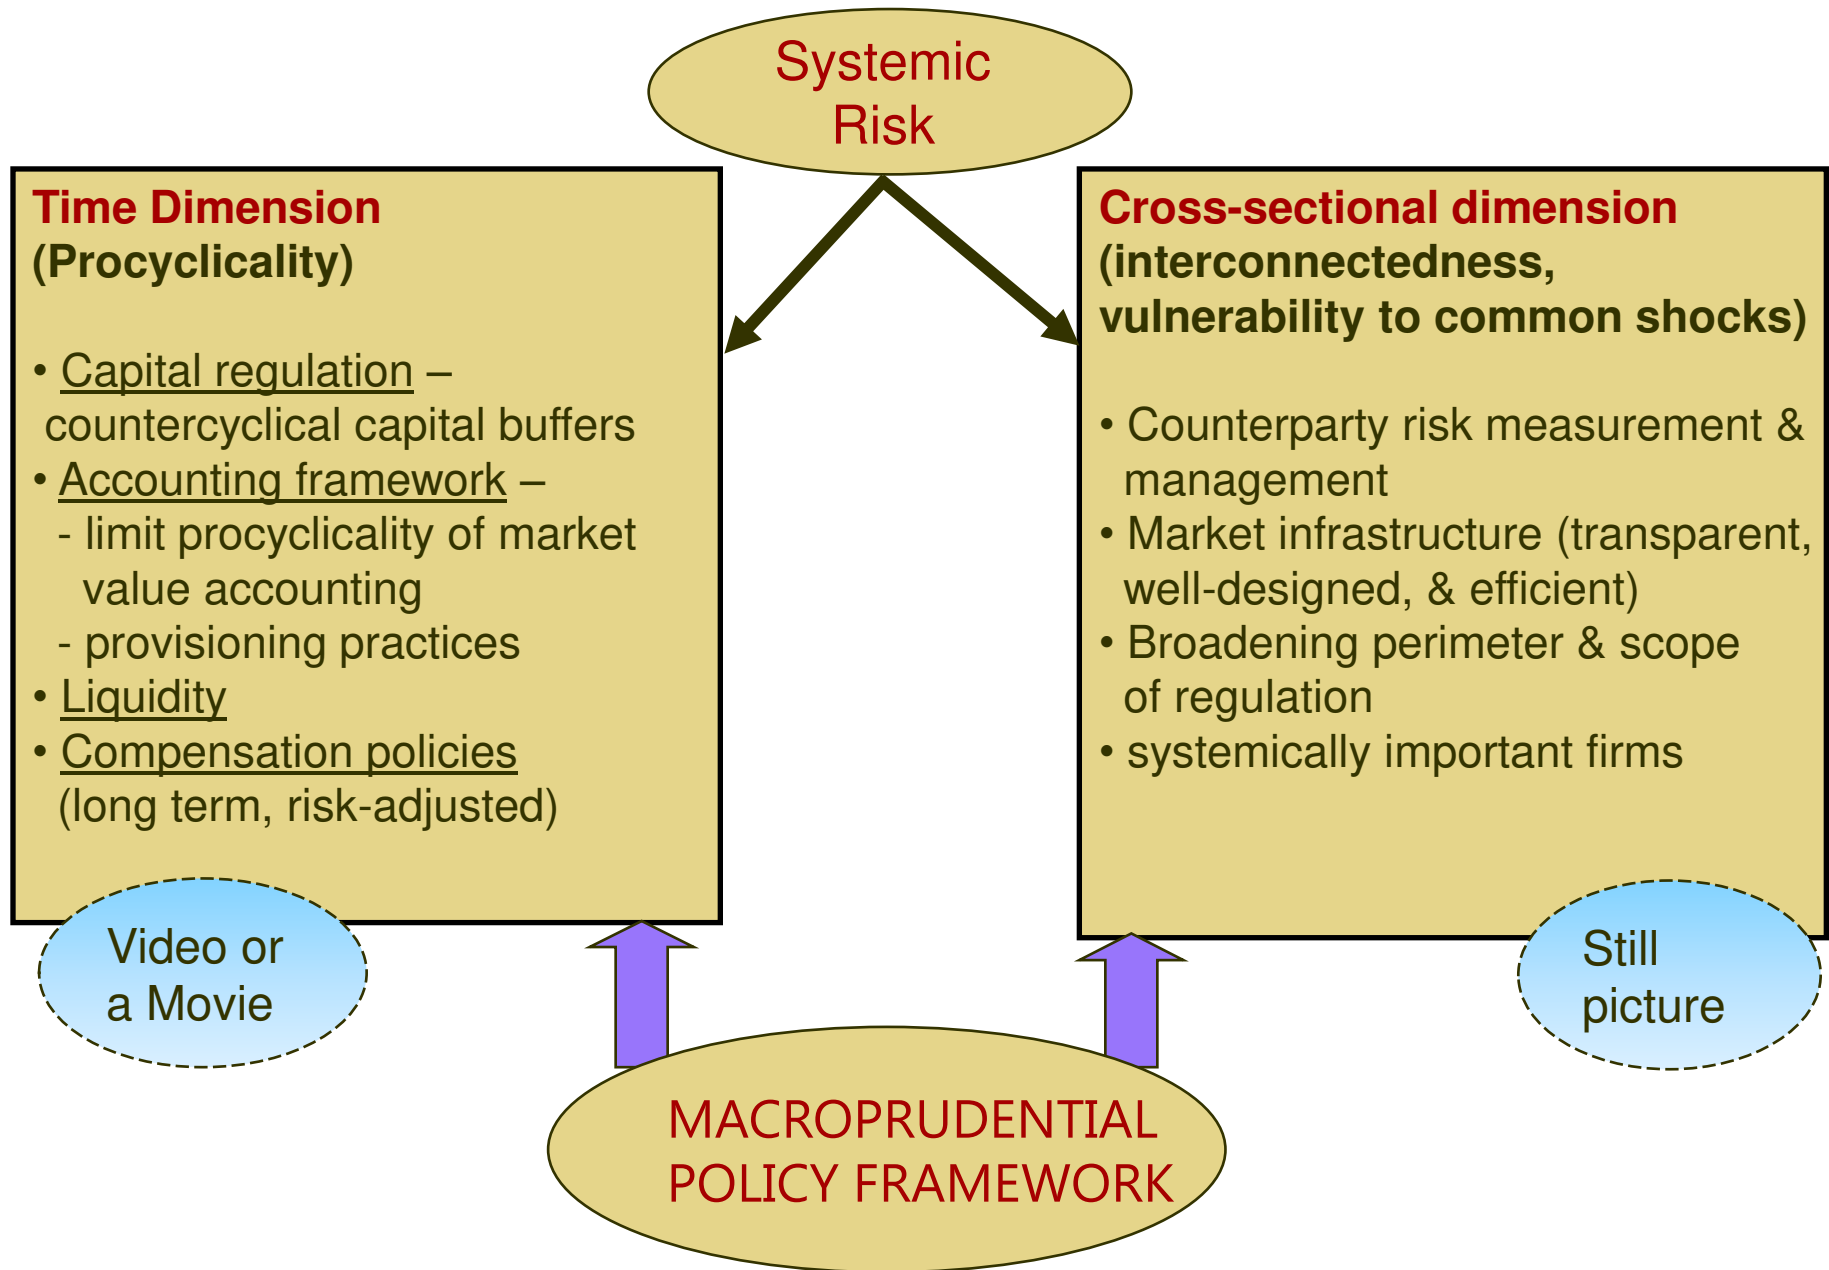 Systemic
Risk
Time Dimension
(Procyclicality)
• Capital regulation –
countercyclical capital buffers
• Accounting framework –
- limit procyclicality of market
value accounting
- provisioning practices
• Liquidity
• Compensation policies
(long term, risk-adjusted)
Video or
a Movie
Cross-sectional dimension
(interconnectedness,
vulnerability to common shocks)
• Counterparty risk measurement &
management
• Market infrastructure (transparent,
well-designed, & efficient)
• Broadening perimeter & scope
of regulation
• systemically important firms
Still
picture
MACROPRUDENTIAL
POLICY FRAMEWORK